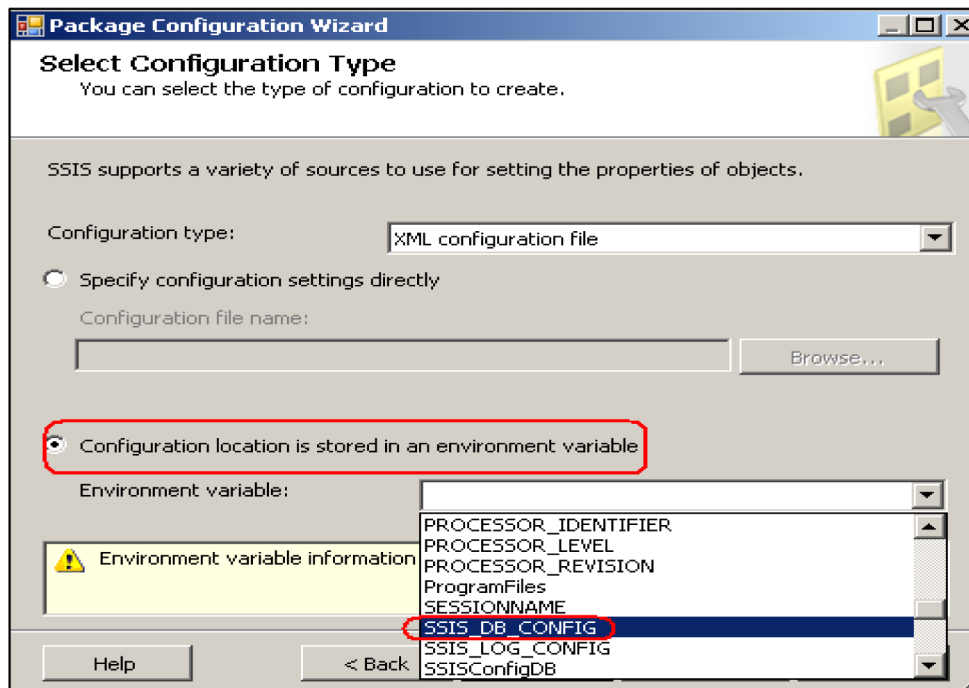 Package Configuration Wizard
Select Configuration Type
You can select the type of configuration to create.
SSIS supports a variety of sources to use for setting the properties of objects.
Configuration type:
XML configuration file
Specify configuration settings directly
Configuration file name:
Browse...
Configuration location is stored in an environment variable
Environment variable:
PROCESSOR_IDENTIFIER
PROCESSOR_LEVEL
PROCESSOR_REVISION
ProgramFiles
SESSIONNAME
SSIS_DB_CONFIG
SSIS_LOG_CONFIG
SSISConfigDB
Environment variable information
Help
< Back